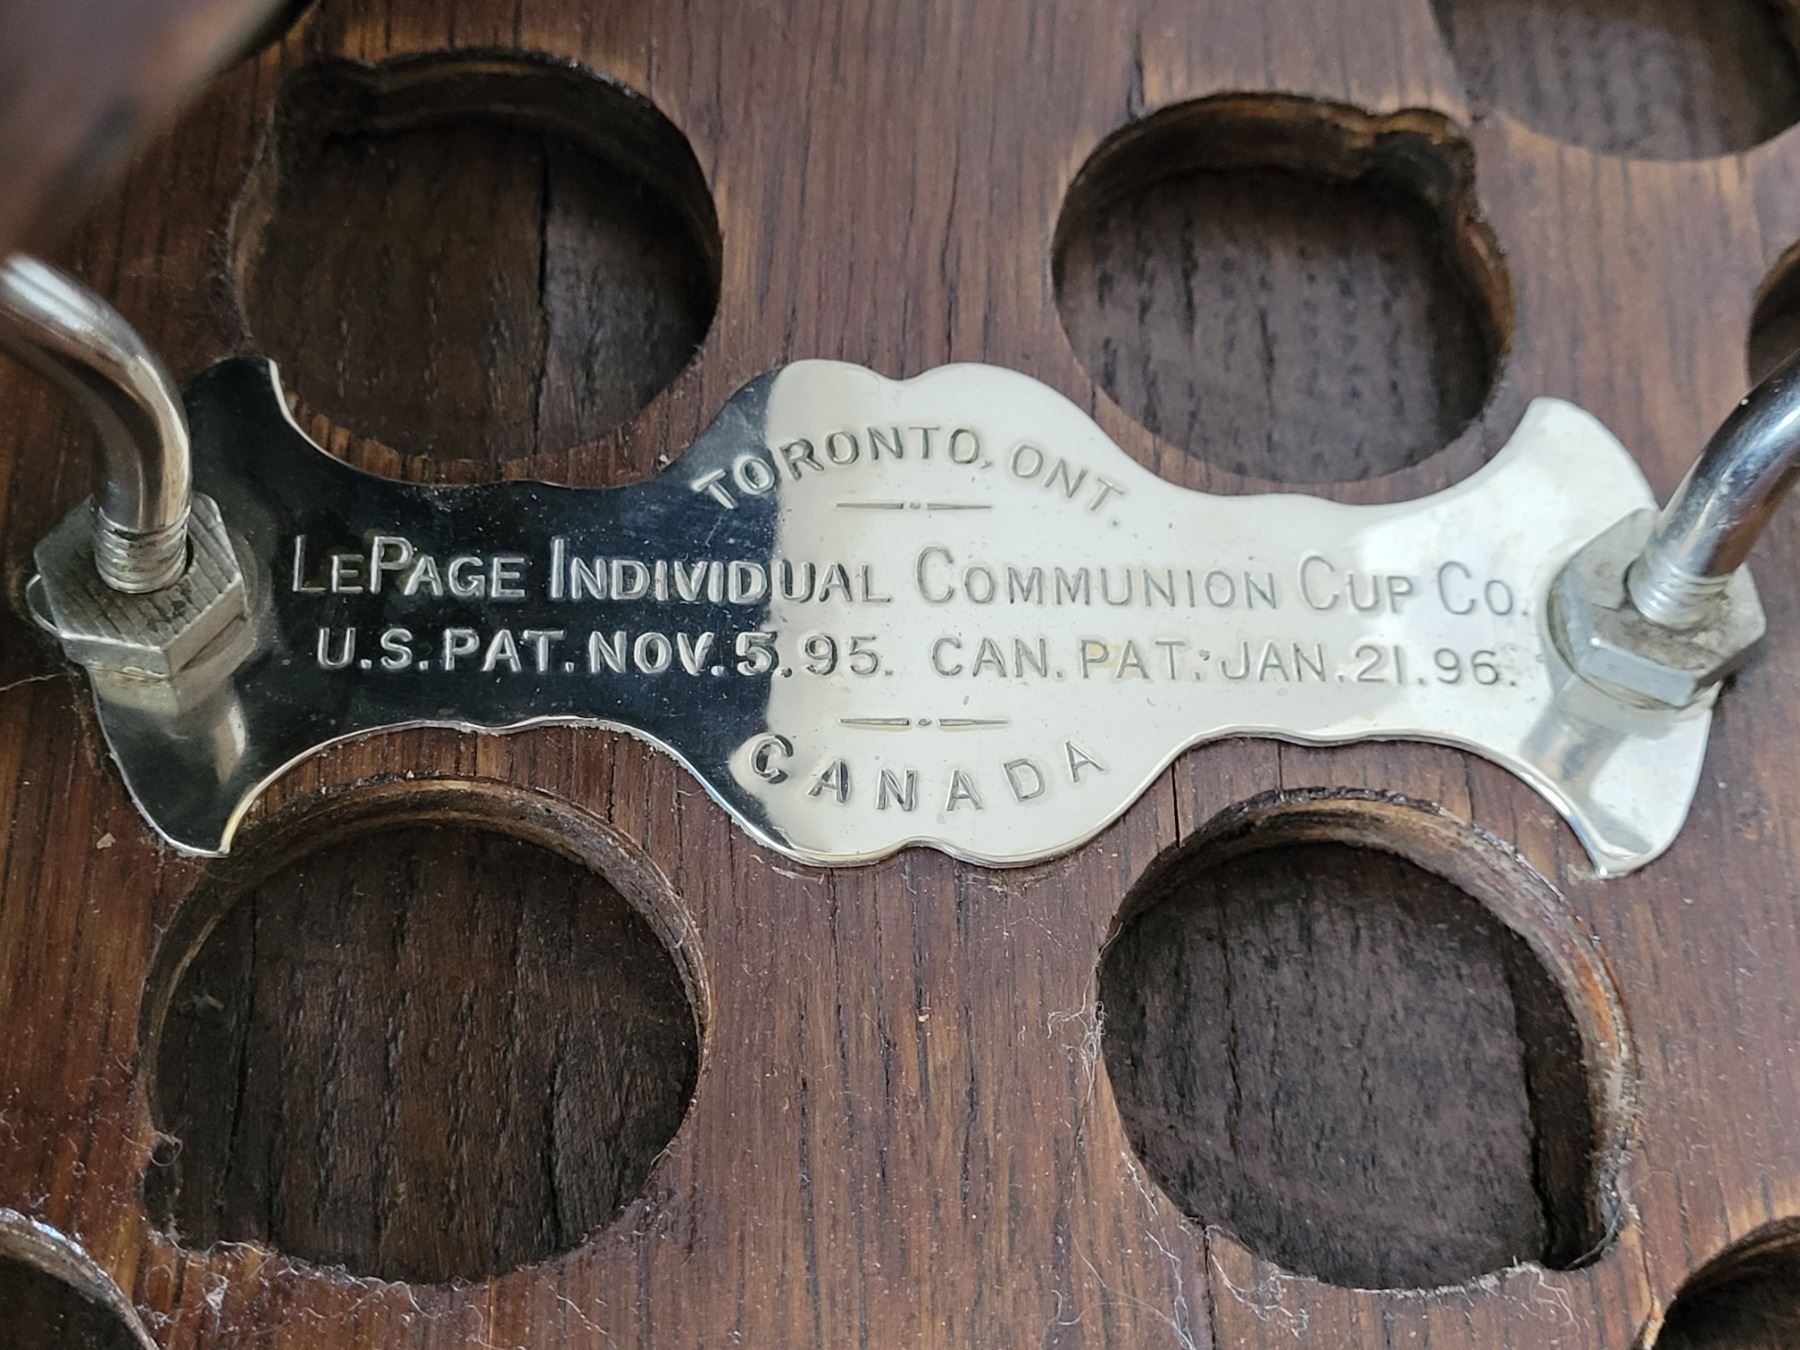 TORONTO, ONT.
LEPAGE INDIVIDUAL COMMUNION CUP CO.
U.S. PAT. NOV. 5. 95. CAN. PAT. JAN. 21. 96.
CANADA